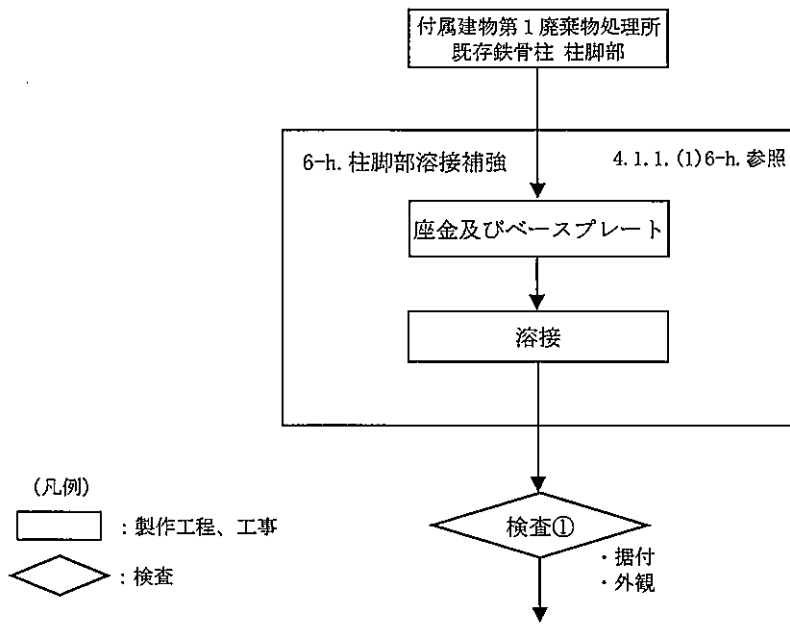 付属建物第１廃棄物処理所
既存鉄骨柱 柱脚部
6-h. 柱脚部溶接補強
4.1.1.(1)6-h. 参照
座金及びベースプレート
溶接
検査①
・据付
・外観
(凡例)
：製作工程、工事
：検査